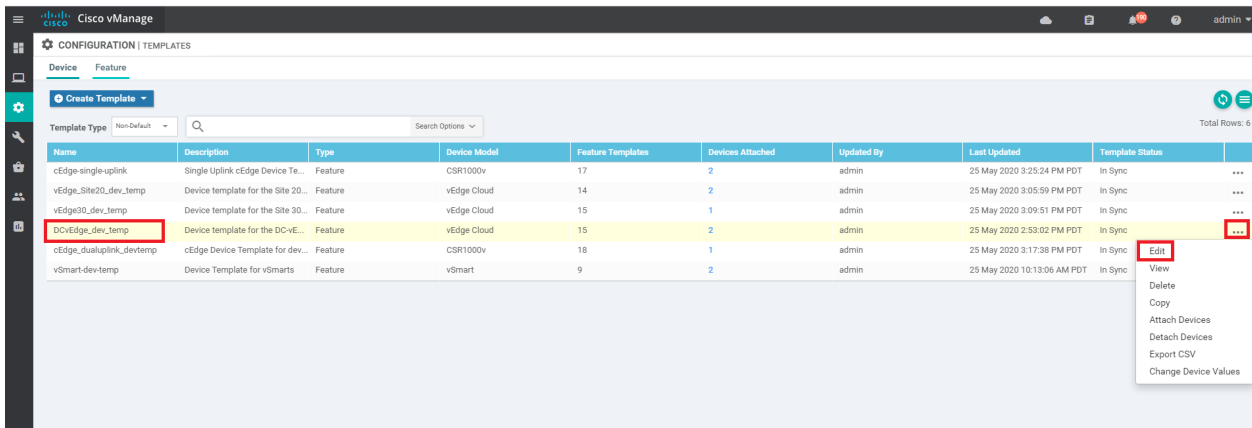 CISCO Cisco vManage 190 admin
CONFIGURATION | TEMPLATES
Device Feature
Create Template
Template Type Non-Default Search Options Total Rows: 6
Name Description Type Device Model Feature Templates Devices Attached Updated By Last Updated Template Status
cEdge-single-uplink Single Uplink cEdge Device Te... Feature CSR1000v 17 2 admin 25 May 2020 3:25:24 PM PDT In Sync
vEdge_Site20_dev_temp Device template for the Site 20... Feature vEdge Cloud 14 2 admin 25 May 2020 3:05:59 PM PDT In Sync
vEdge30_dev_temp Device template for the Site 30... Feature vEdge Cloud 15 1 admin 25 May 2020 3:09:51 PM PDT In Sync
DCvEdge_dev_temp Device template for the DC-vE... Feature vEdge Cloud 15 2 admin 25 May 2020 2:53:02 PM PDT In Sync
cEdge_dualuplink_devtemp cEdge Device Template for dev... Feature CSR1000v 18 1 admin 25 May 2020 3:17:38 PM PDT In Sync
vSmart-dev-temp Device Template for vSmarts Feature vSmart 9 2 admin 25 May 2020 10:13:06 AM PDT In Sync
Edit
View
Delete
Copy
Attach Devices
Detach Devices
Export CSV
Change Device Values